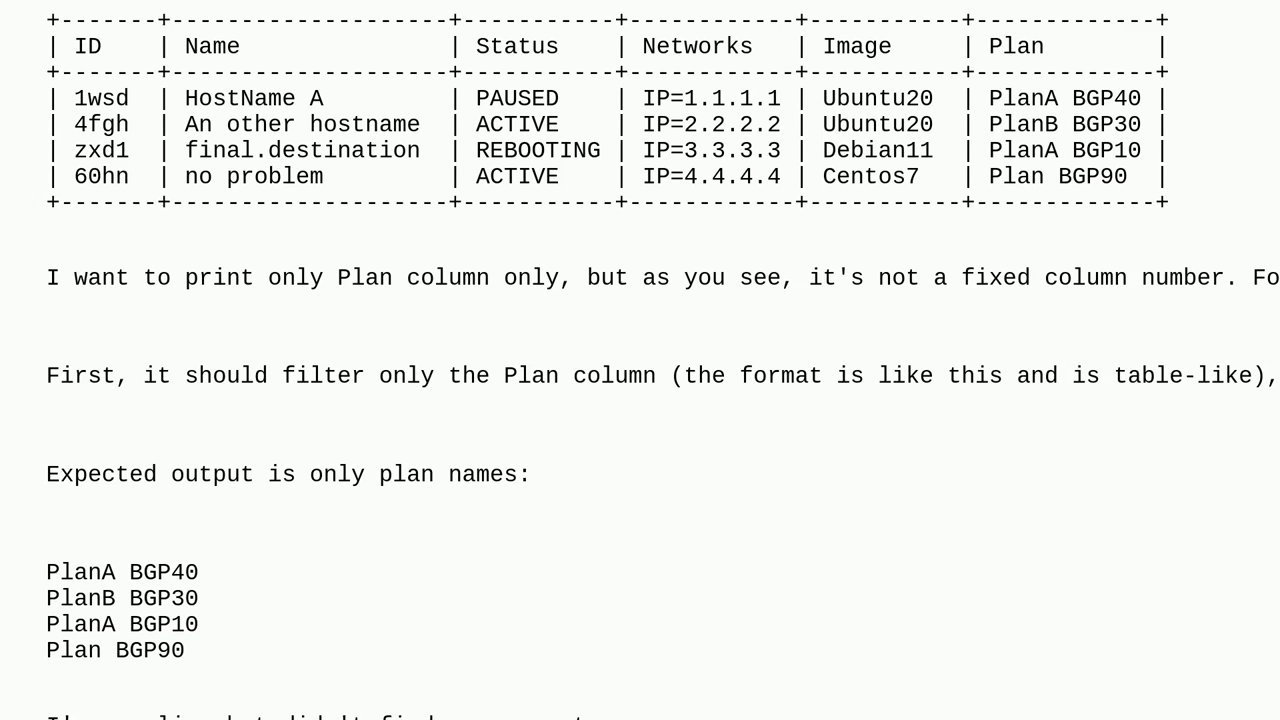 +-------+--------------------+-----------+------------+-----------+-------------+
| ID    | Name               | Status    | Networks   | Image     | Plan        |
+-------+--------------------+-----------+------------+-----------+-------------+
| 1wsd  | HostName A         | PAUSED    | IP=1.1.1.1 | Ubuntu20  | PlanA BGP40 |
| 4fgh  | An other hostname  | ACTIVE    | IP=2.2.2.2 | Ubuntu20  | PlanB BGP30 |
| zxd1  | final.destination  | REBOOTING | IP=3.3.3.3 | Debian11  | PlanA BGP10 |
| 60hn  | no problem         | ACTIVE    | IP=4.4.4.4 | Centos7   | Plan BGP90  |
+-------+--------------------+-----------+------------+-----------+-------------+
I want to print only Plan column only, but as you see, it's not a fixed column number. Fo
First, it should filter only the Plan column (the format is like this and is table-like),
Expected output is only plan names:
PlanA BGP40
PlanB BGP30
PlanA BGP10
Plan BGP90